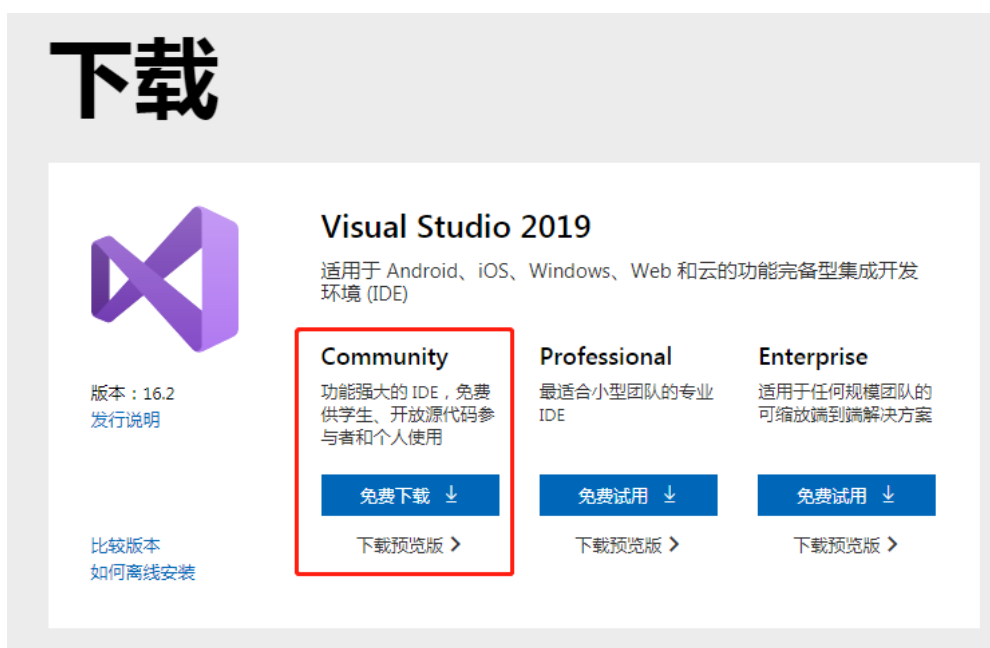 下载
Visual Studio 2019
适用于 Android、iOS、Windows、Web 和云的功能完备型集成开发
环境 (IDE)
版本：16.2
发行说明
比较版本
如何离线安装
Community
功能强大的 IDE，免费
供学生、开放源代码参
与者和个人使用
免费下载
下载预览版
Professional
最适合小型团队的专业
IDE
免费试用
下载预览版
Enterprise
适用于任何规模团队的
可缩放端到端解决方案
免费试用
下载预览版